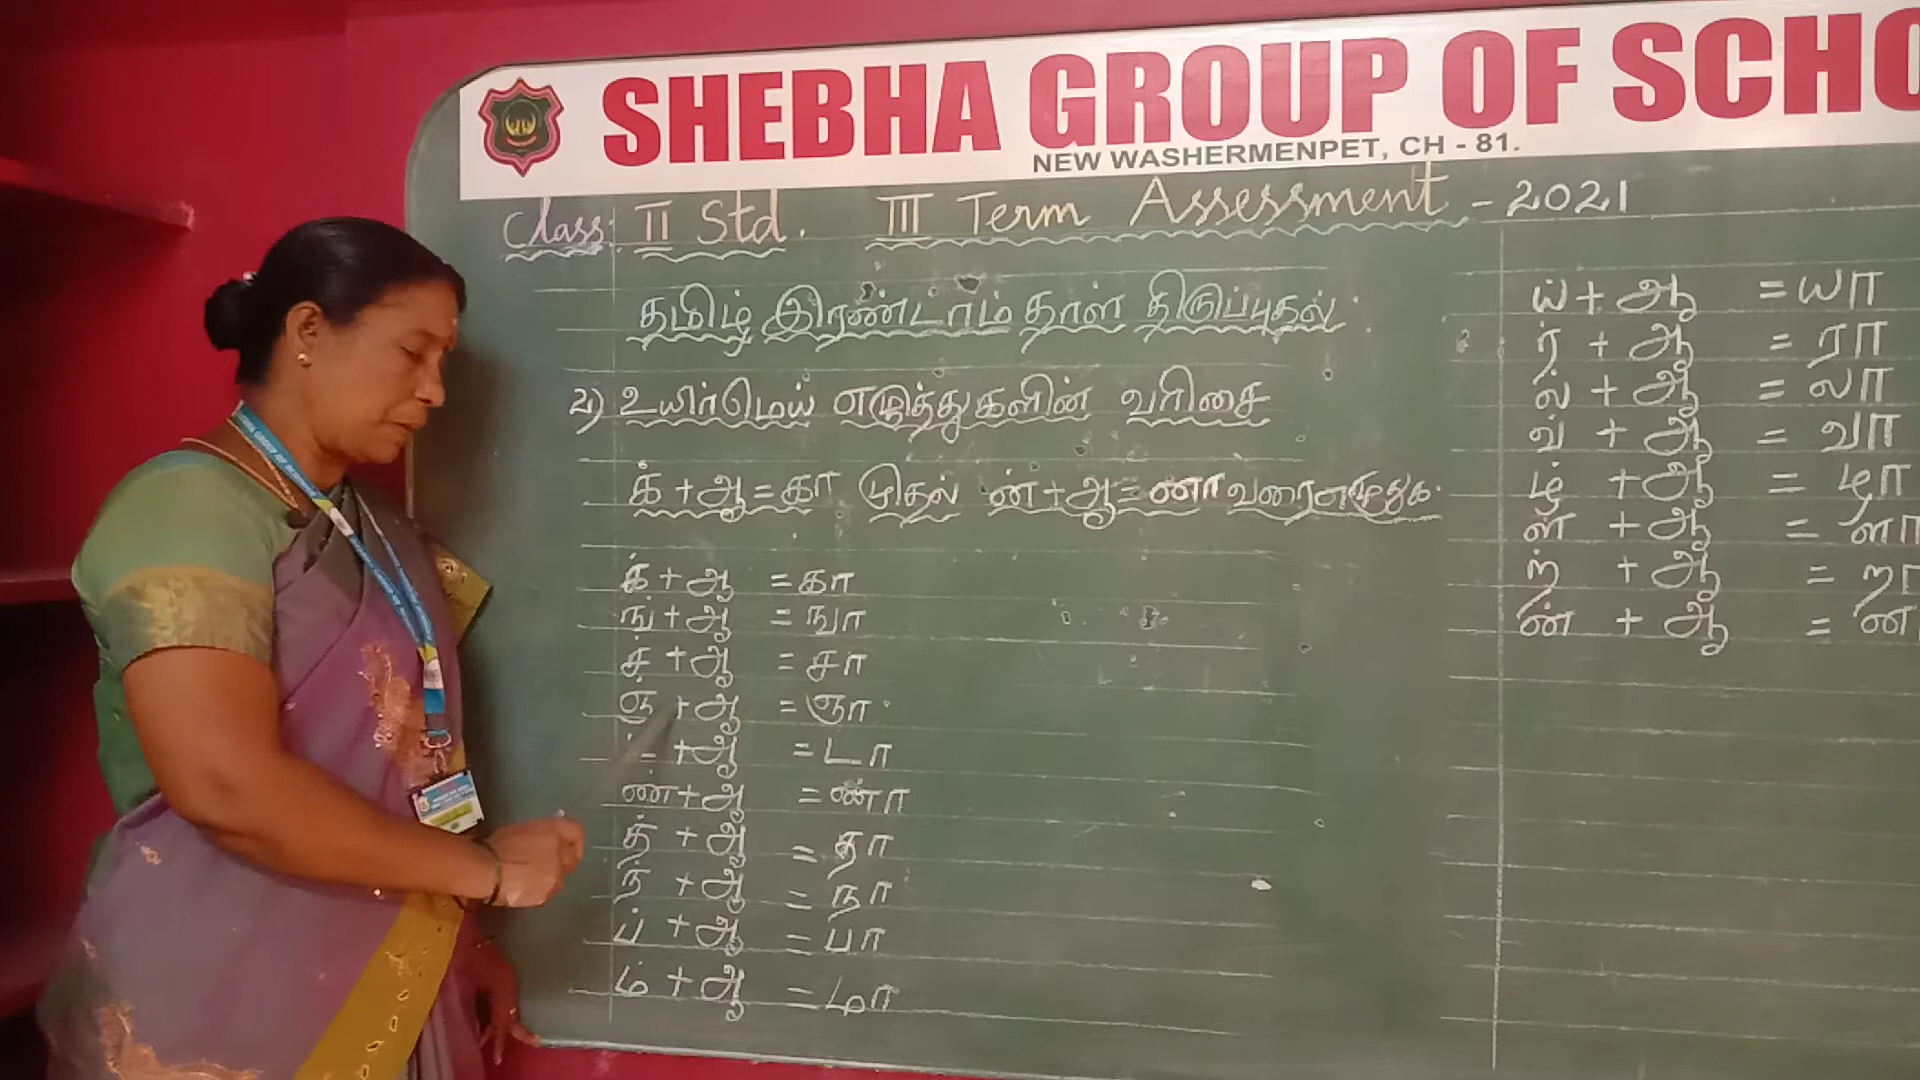 SHEBHA GROUP OF SCHO
NEW WASHERMENPET, CH - 81.
Class: II Std. III Term Assessment - 2021
தமிழ் இரண்டாம் தாள் திருப்புதல்.
2) உயிர்மெய் எழுத்துகளின் வரிசை
க் + ஆ = கா முதல் ன் + ஆ = னா வரை எழுதுக.
க் + ஆ = கா
ங் + ஆ = ஙா
ச் + ஆ = சா
ஞ் + ஆ = ஞா
+ ஆ = டா
ண் + ஆ = ணா
த் + ஆ = தா
ந் + ஆ = நா
ப் + ஆ = பா
ம் + ஆ = மா
ய் + ஆ = யா
ர் + ஆ = ரா
ல் + ஆ = லா
வ் + ஆ = வா
ழ் + ஆ = ழா
ள் + ஆ = ளா
ற் + ஆ = றா
ன் + ஆ = ன